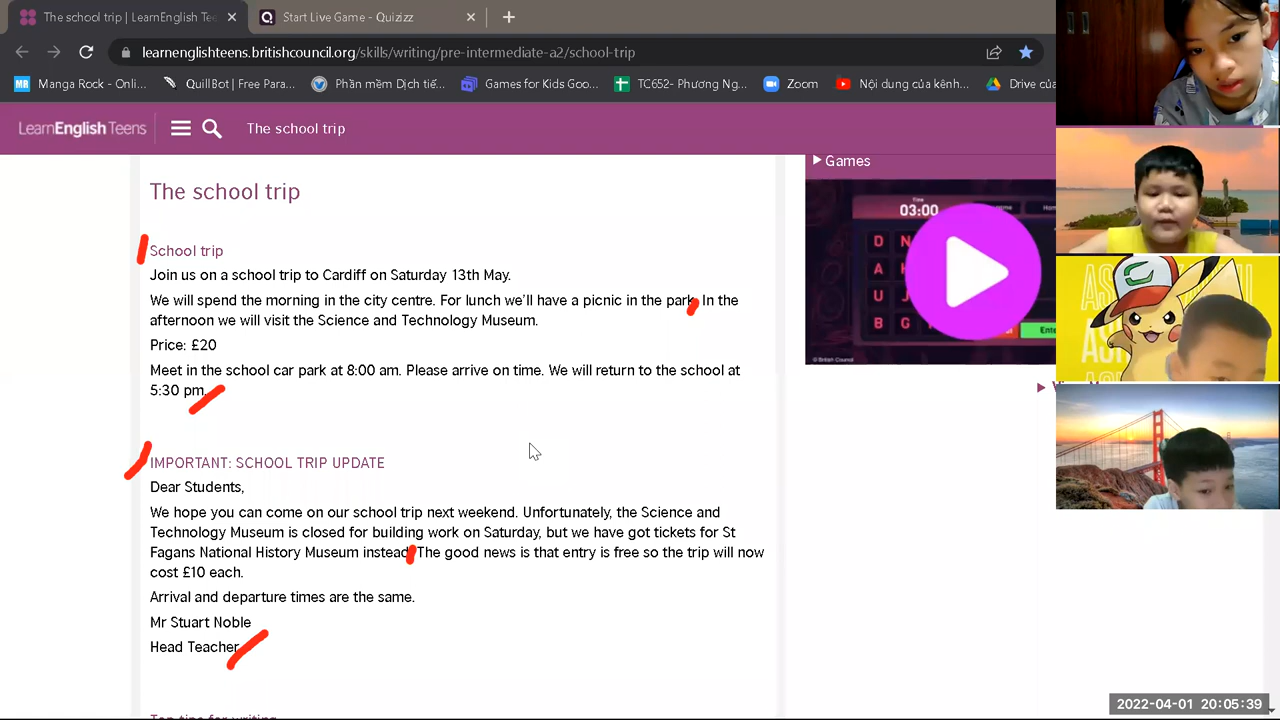 The school trip | LearnEnglish Te
Start Live Game - Quizizz
learnenglishteens.britishcouncil.org/skills/writing/pre-intermediate-a2/school-trip
MR Manga Rock - Onli... QuillBot | Free Para... Phần mềm Dịch tiế... Games - Kids Gam... TC652- Phương Ng... Zoom Nội dung của kênh... Drive của
LearnEnglish Teens The school trip
Games
The school trip
03:00
School trip
Join us on a school trip to Cardiff on Saturday 13th May.
We will spend the morning in the city centre. For lunch we'll have a picnic in the park. In the
afternoon we will visit the Science and Technology Museum.
Price: £20
© British Council
Meet in the school car park at 8:00 am. Please arrive on time. We will return to the school at
5:30 pm.
IMPORTANT: SCHOOL TRIP UPDATE
Dear Students,
We hope you can come on our school trip next weekend. Unfortunately, the Science and
Technology Museum is closed for building work on Saturday, but we have got tickets for St
Fagans National History Museum instead. The good news is that entry is free so the trip will now
cost £10 each.
Arrival and departure times are the same.
Mr Stuart Noble
Head Teacher
Top tips for writing
2022-04-01 20:05:39